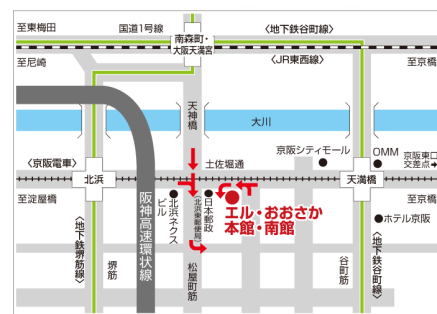 至東梅田
国道1号線
南森町・
大阪天満宮
〈地下鉄谷町線〉
至尼崎
〈JR東西線〉
至京橋
天神橋
大川
京阪シティモール
OMM
京阪東口
交差点→
〈京阪電車〉
土佐堀通
北浜
天満橋
至淀屋橋
至京橋
阪神高速環状線
北浜ネクス
ビル
日本郵政
(北浜東郵便局)
エル・おおさか
本館・南館
ホテル京阪
〈地下鉄堺筋線〉
堺筋
松屋町筋
谷町筋
〈地下鉄谷町線〉